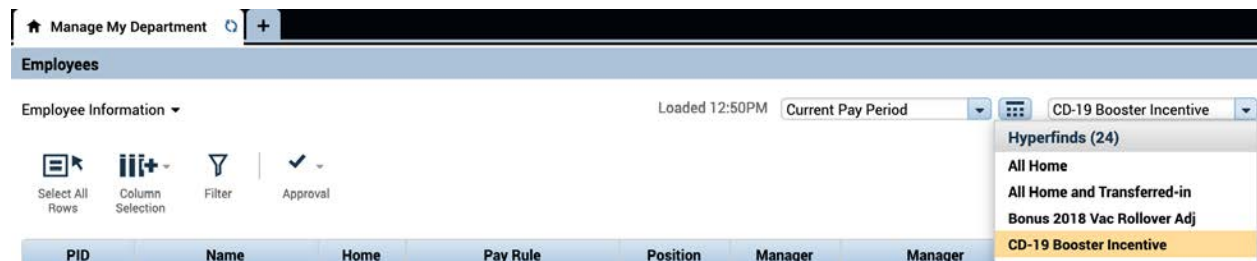 Manage My Department +
Employees
Employee Information Loaded 12:50PM Current Pay Period CD-19 Booster Incentive
Hyperfinds (24)
All Home
All Home and Transferred-in
Bonus 2018 Vac Rollover Adj
CD-19 Booster Incentive
Select All Rows
Column Selection
Filter
Approval
PID Name Home Pay Rule Position Manager Manager